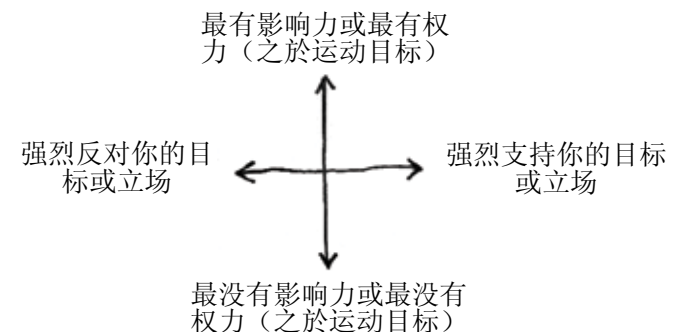 最有影响力或最有权
力（之於运动目标）
强烈反对你的目
标或立场
强烈支持你的目标
或立场
最没有影响力或最没有
权力（之於运动目标）